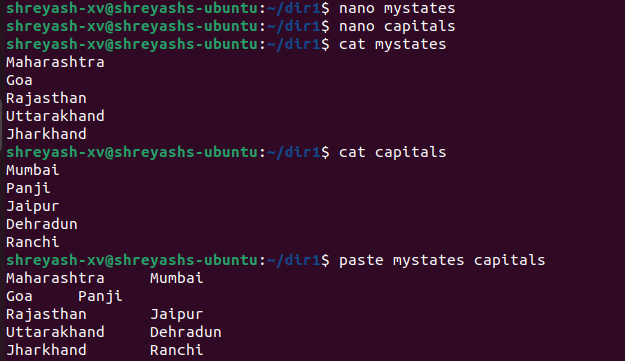 shreyash-xv@shreyashs-ubuntu:~/dir1$ nano mystates
shreyash-xv@shreyashs-ubuntu:~/dir1$ nano capitals
shreyash-xv@shreyashs-ubuntu:~/dir1$ cat mystates
Maharashtra
Goa
Rajasthan
Uttarakhand
Jharkhand
shreyash-xv@shreyashs-ubuntu:~/dir1$ cat capitals
Mumbai
Panji
Jaipur
Dehradun
Ranchi
shreyash-xv@shreyashs-ubuntu:~/dir1$ paste mystates capitals
Maharashtra     Mumbai
Goa     Panji
Rajasthan       Jaipur
Uttarakhand     Dehradun
Jharkhand       Ranchi